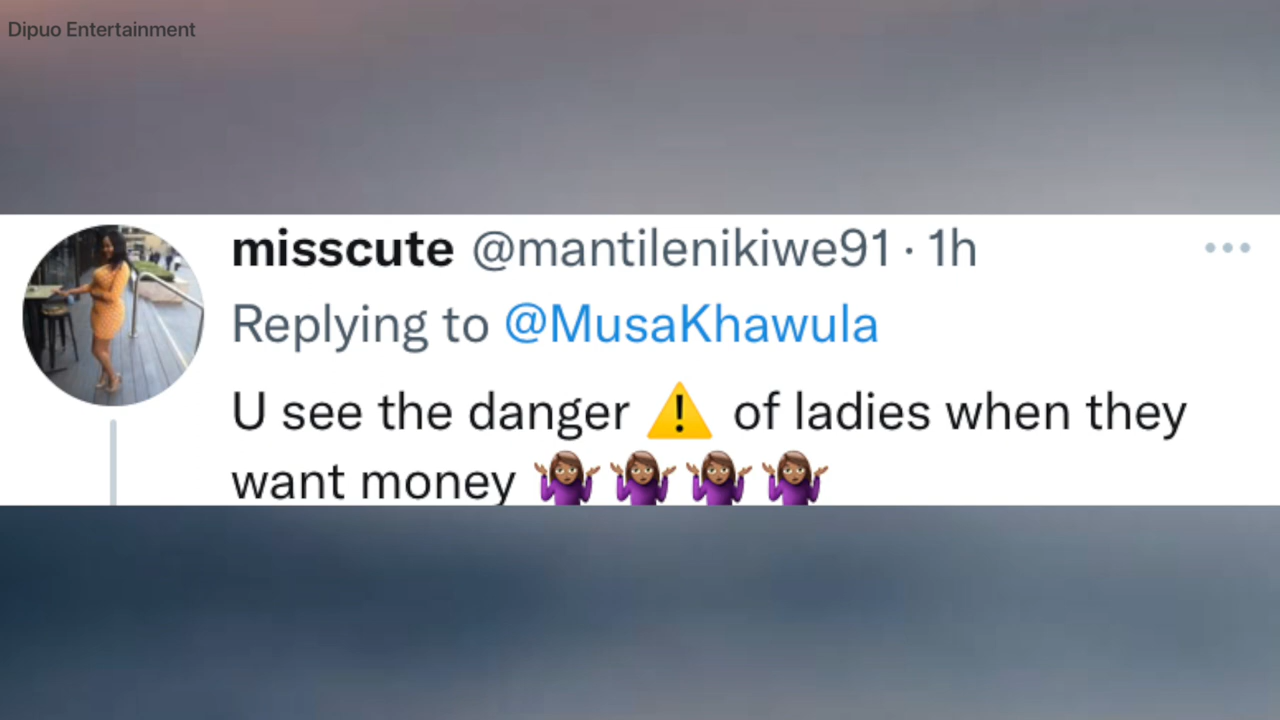 Dipuo Entertainment
misscute @mantilenikiwe91 · 1h
Replying to @MusaKhawula
U see the danger ⚠️ of ladies when they
want money 🤷🏽‍♀️🤷🏽‍♀️🤷🏽‍♀️🤷🏽‍♀️